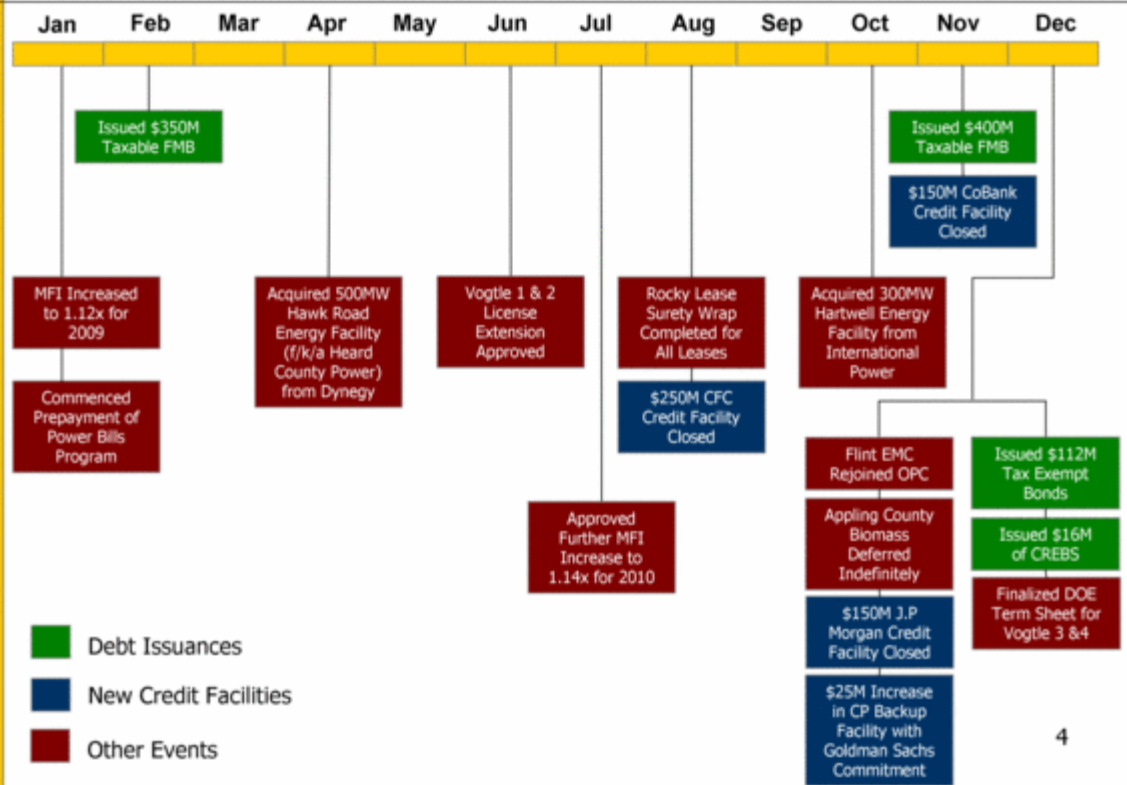 Jan Feb Mar Apr May Jun Jul Aug Sep Oct Nov Dec
Issued $350M
Taxable FMB
Issued $400M
Taxable FMB
$150M CoBank
Credit Facility
Closed
MFI Increased
to 1.12x for
2009
Commenced
Prepayment of
Power Bills
Program
Acquired 500MW
Hawk Road
Energy Facility
(f/k/a Heard
County Power)
from Dynegy
Vogtle 1 & 2
License
Extension
Approved
Rocky Lease
Surety Wrap
Completed for
All Leases
$250M CFC
Credit Facility
Closed
Acquired 300MW
Hartwell Energy
Facility from
International
Power
Approved
Further MFI
Increase to
1.14x for 2010
Flint EMC
Rejoined OPC
Appling County
Biomass
Deferred
Indefinitely
$150M J.P
Morgan Credit
Facility Closed
$25M Increase
in CP Backup
Facility with
Goldman Sachs
Commitment
Issued $112M
Tax Exempt
Bonds
Issued $16M
of CREBS
Finalized DOE
Term Sheet for
Vogtle 3 &4
Debt Issuances
New Credit Facilities
Other Events
4